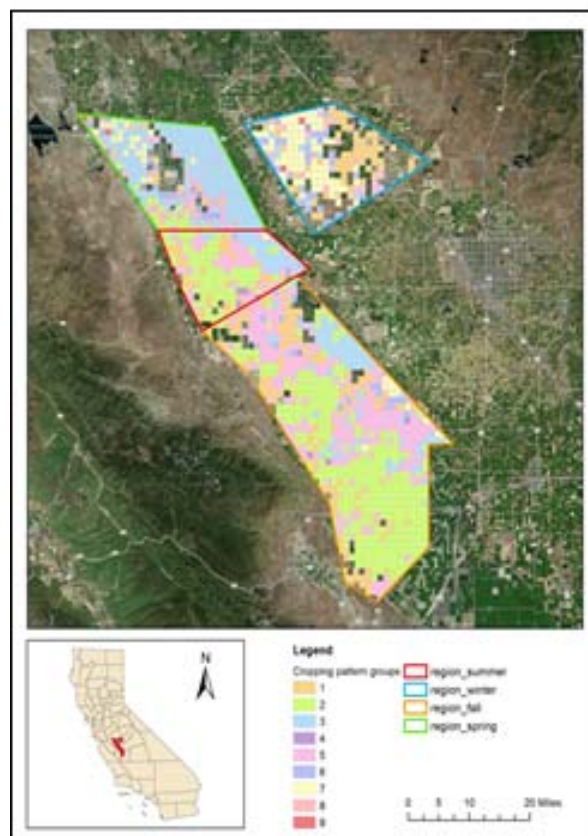 N
Legend
Cropping pattern groups
1
2
3
4
5
6
7
8
9
region_summer
region_winter
region_fall
region_spring
0 5 10 20 Miles